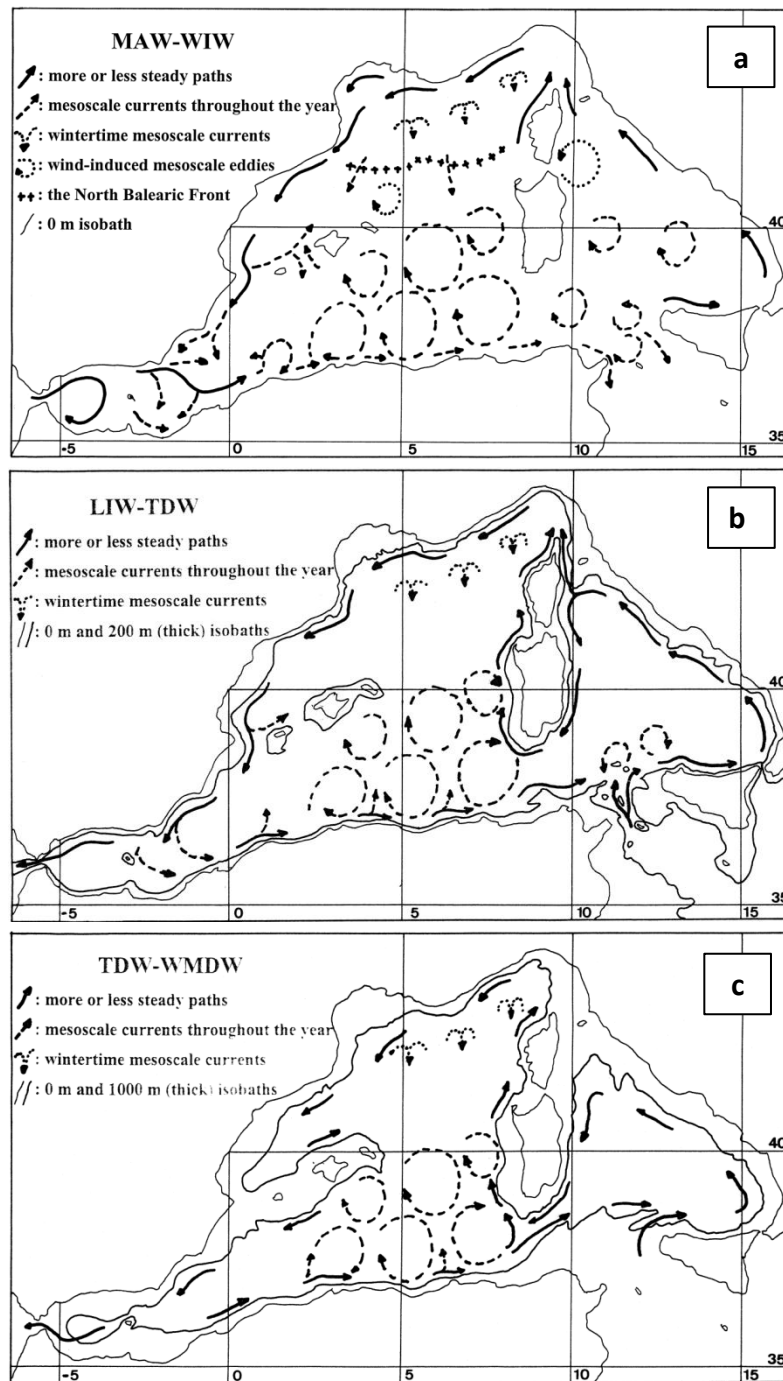 MAW-WIW
a
: more or less steady paths
: mesoscale currents throughout the year
: wintertime mesoscale currents
: wind-induced mesoscale eddies
: the North Balearic Front
: 0 m isobath
40
-5 0 5 10 15 35
LIW-TDW
b
: more or less steady paths
: mesoscale currents throughout the year
: wintertime mesoscale currents
: 0 m and 200 m (thick) isobaths
40
-5 0 5 10 15 35
TDW-WMDW
c
: more or less steady paths
: mesoscale currents throughout the year
: wintertime mesoscale currents
: 0 m and 1000 m (thick) isobaths
40
-5 0 5 10 15 35